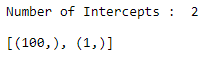 Number of Intercepts :  2
[(100,), (1,)]